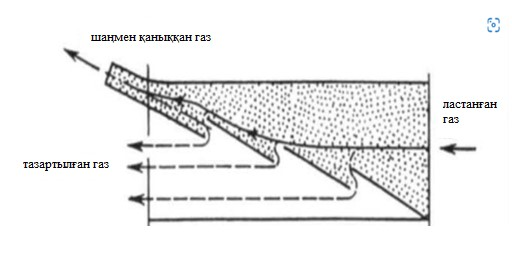 шаңмен қаныққан газ
ластанған
газ
тазартылған газ